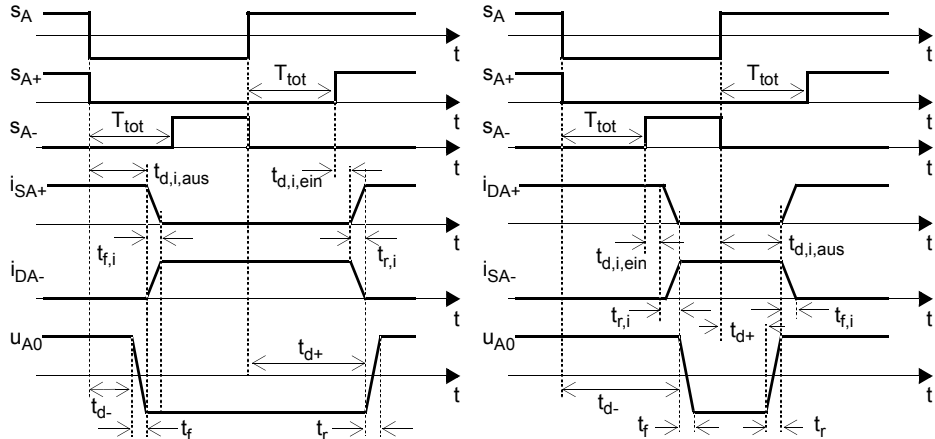 s_A
t
s_A+
T_tot
t
s_A-
T_tot
t
t_d,i,aus
t_d,i,ein
i_SA+
t
t_f,i
t_r,i
i_DA-
t
u_A0
t_d+
t
t_d-
t_f
t_r
s_A
t
s_A+
T_tot
t
s_A-
T_tot
t
i_DA+
t
t_d,i,ein
t_d,i,aus
i_SA-
t
t_r,i
t_d+
t_f,i
u_A0
t
t_d-
t_f
t_r